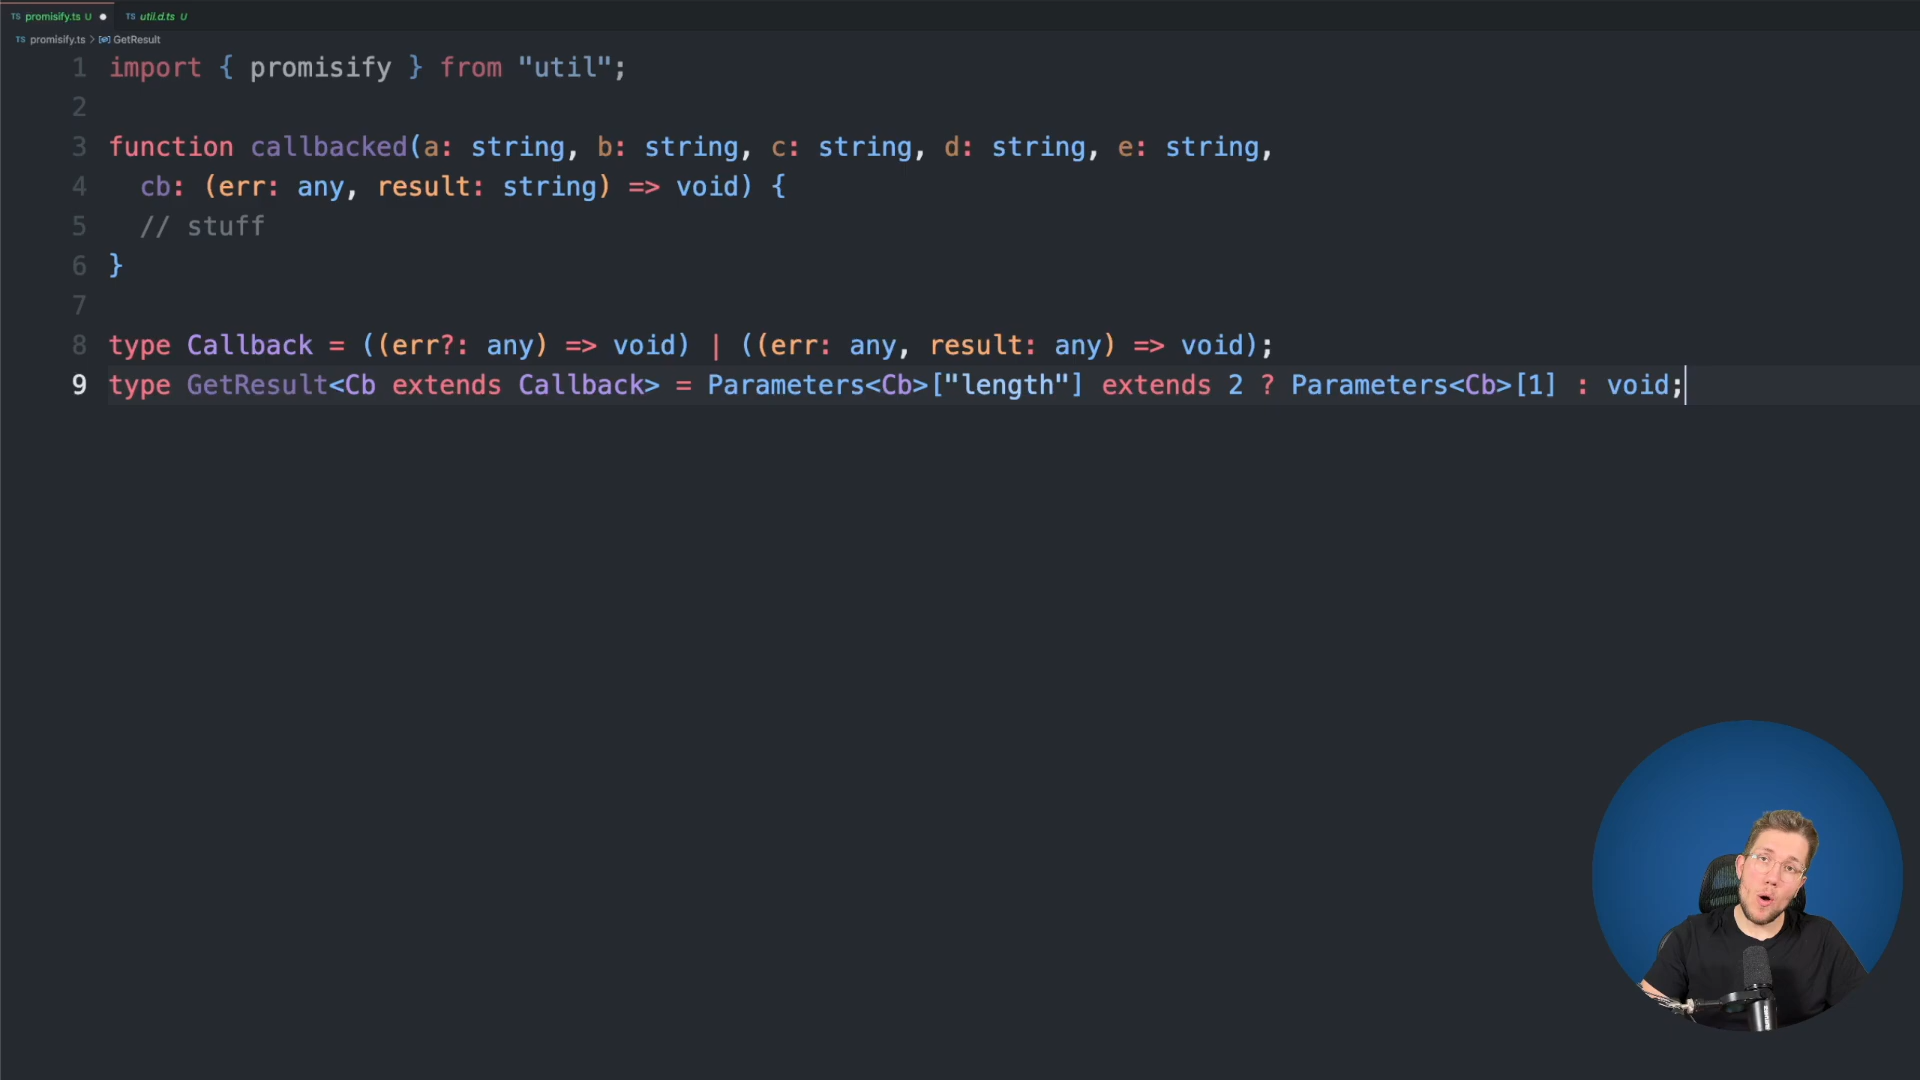 TS promisify.ts U TS util.d.ts U
TS promisify.ts > GetResult
1 import { promisify } from "util";
2
3 function callbacked(a: string, b: string, c: string, d: string, e: string,
4 cb: (err: any, result: string) => void) {
5 // stuff
6 }
7
8 type Callback = ((err?: any) => void) | ((err: any, result: any) => void);
9 type GetResult<Cb extends Callback> = Parameters<Cb>["length"] extends 2 ? Parameters<Cb>[1] : void;